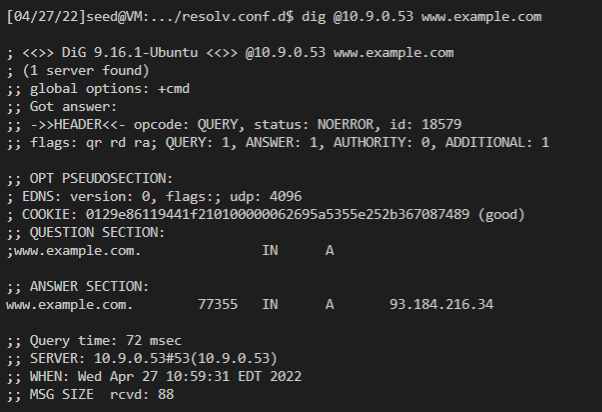 [04/27/22]seed@VM:.../resolv.conf.d$ dig @10.9.0.53 www.example.com
; <<>> DiG 9.16.1-Ubuntu <<>> @10.9.0.53 www.example.com
; (1 server found)
;; global options: +cmd
;; Got answer:
;; ->>HEADER<<- opcode: QUERY, status: NOERROR, id: 18579
;; flags: qr rd ra; QUERY: 1, ANSWER: 1, AUTHORITY: 0, ADDITIONAL: 1
;; OPT PSEUDOSECTION:
; EDNS: version: 0, flags:; udp: 4096
; COOKIE: 0129e86119441f210100000062695a5355e252b367087489 (good)
;; QUESTION SECTION:
;www.example.com. IN A
;; ANSWER SECTION:
www.example.com. 77355 IN A 93.184.216.34
;; Query time: 72 msec
;; SERVER: 10.9.0.53#53(10.9.0.53)
;; WHEN: Wed Apr 27 10:59:31 EDT 2022
;; MSG SIZE rcvd: 88